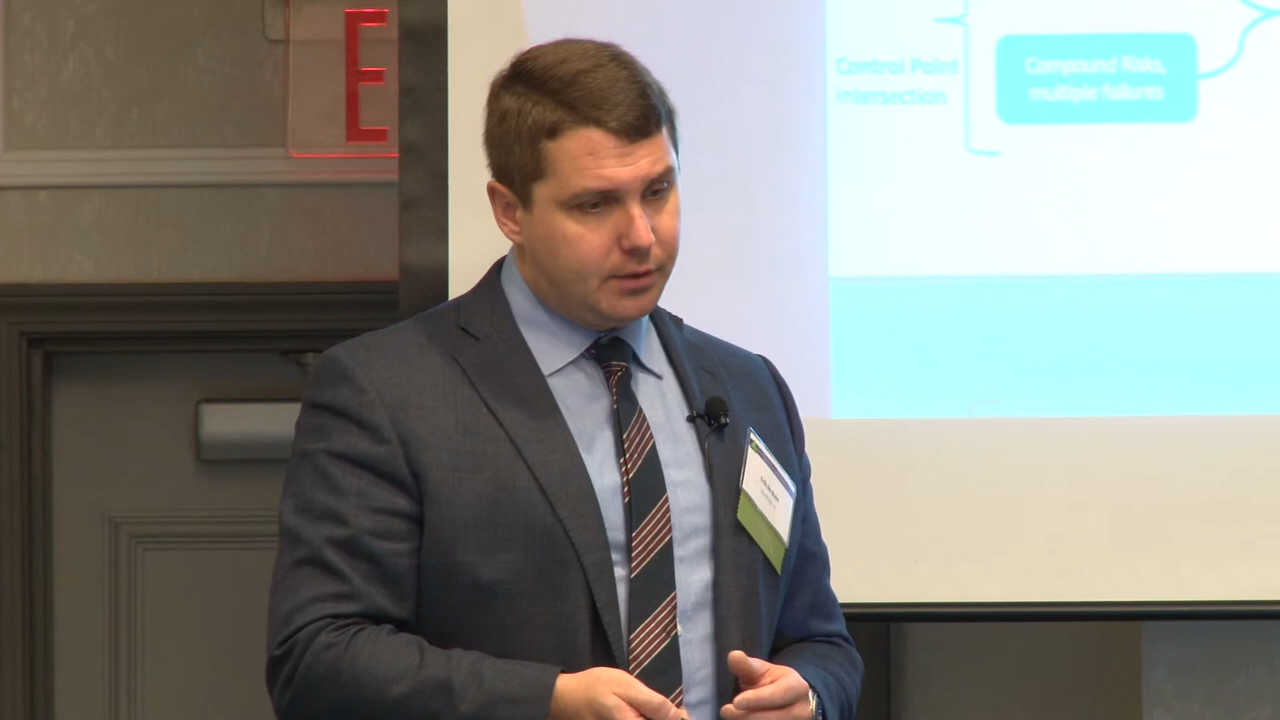 E
Control Point
Intersection
Compound Risks,
multiple failures